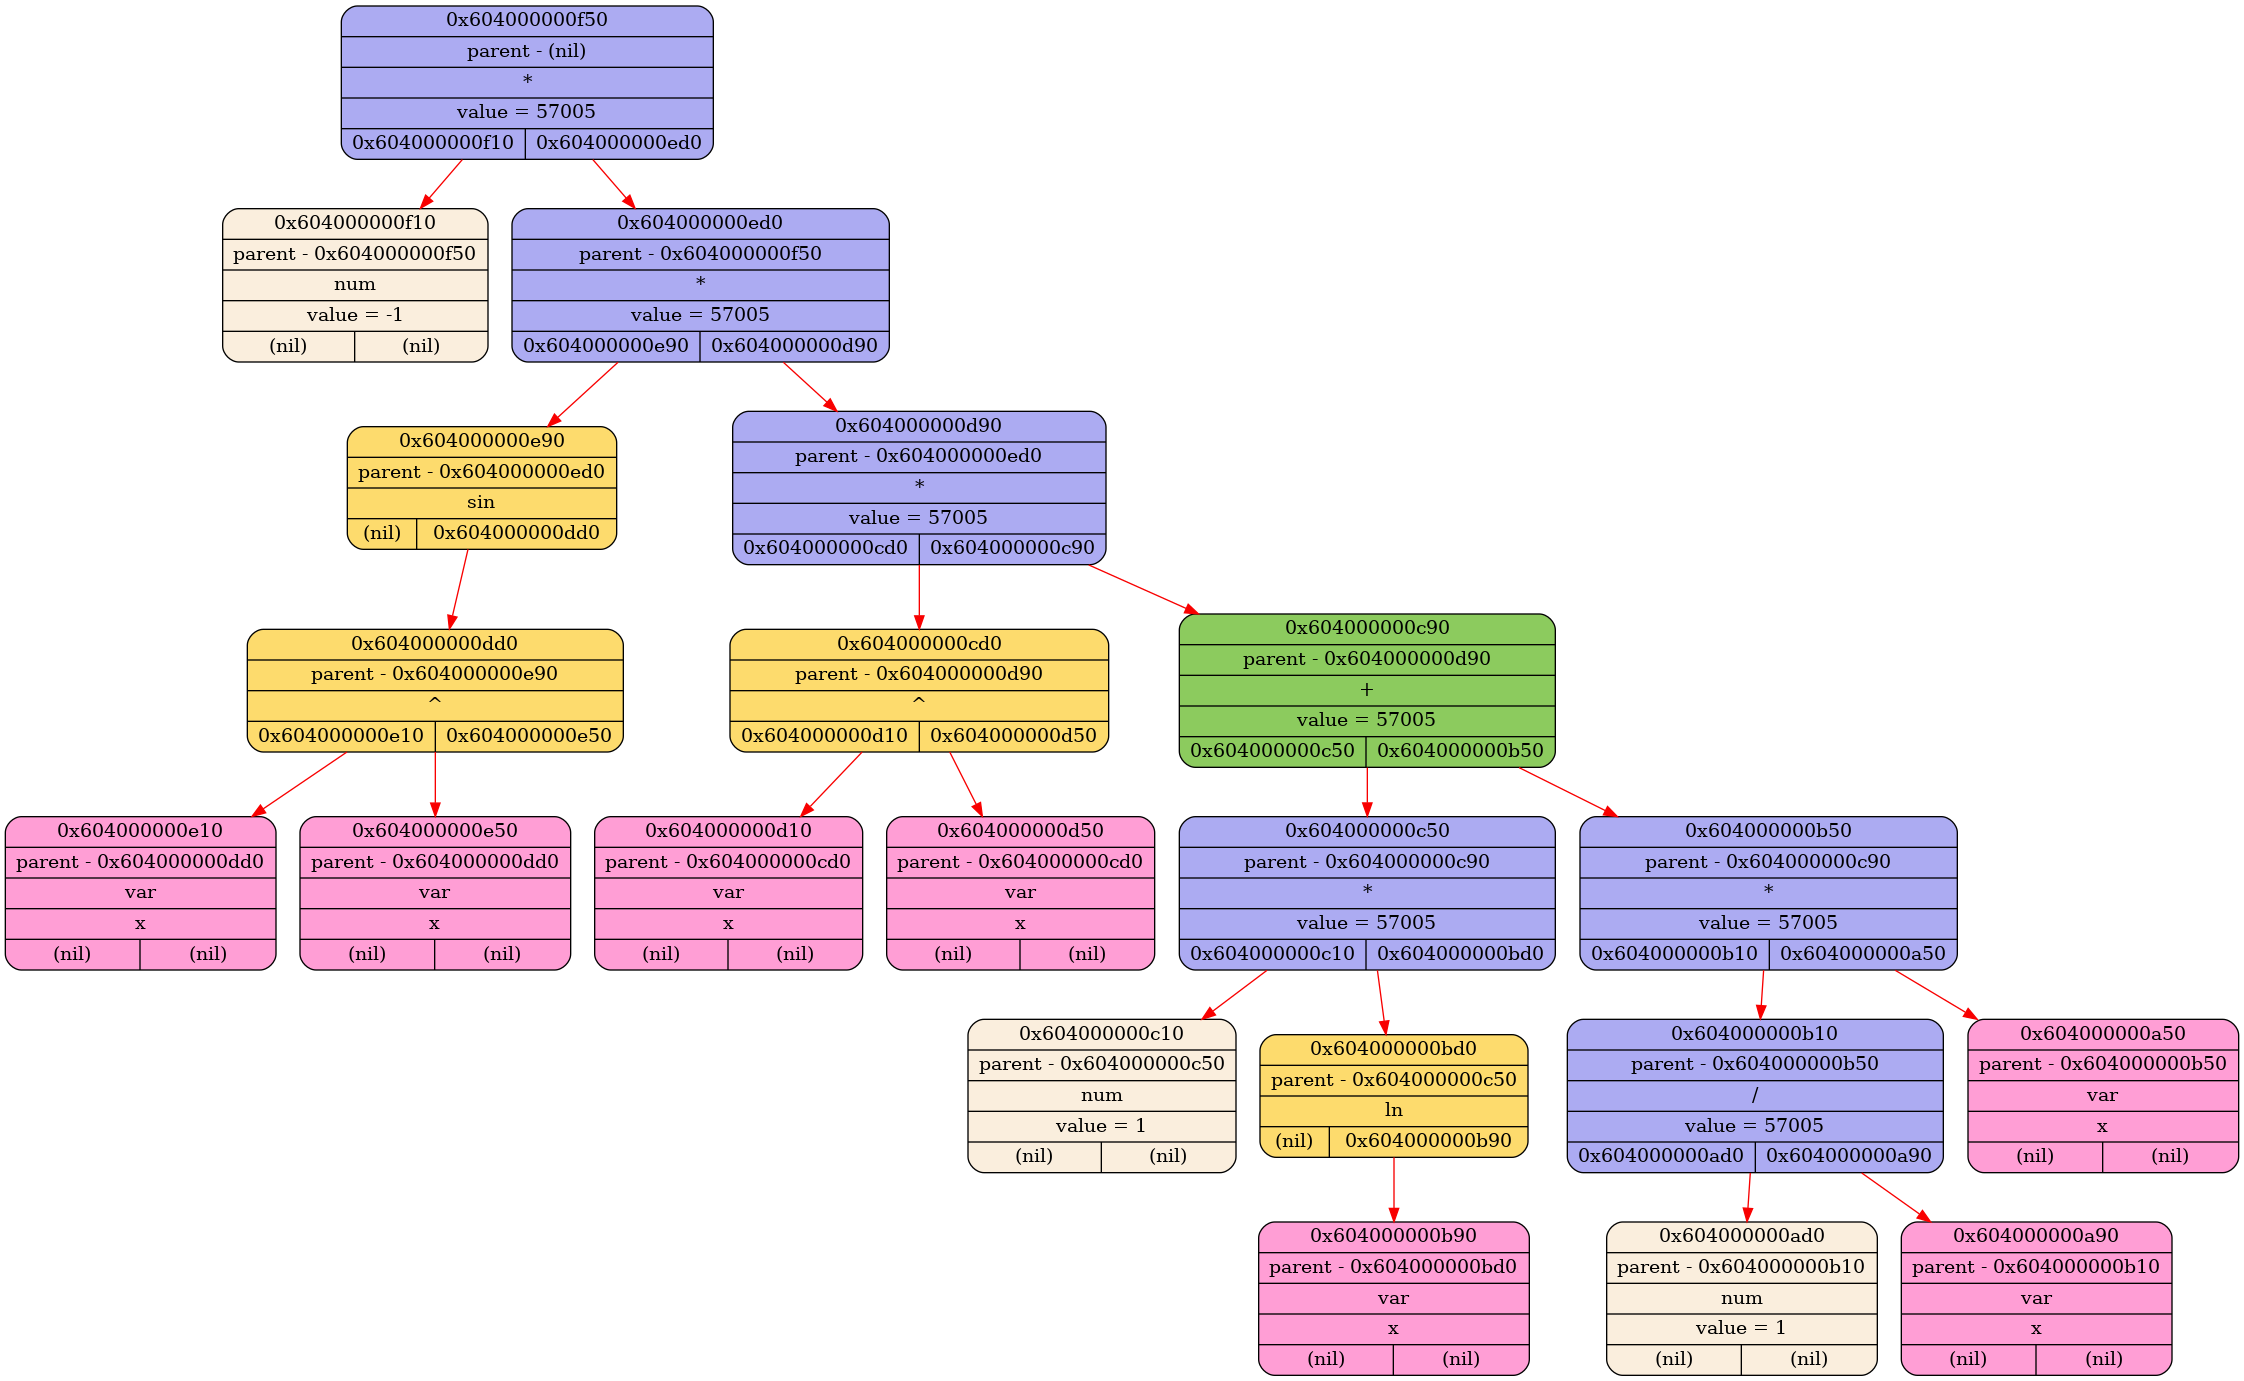 0x604000000f50
parent - (nil)
*
value = 57005
0x604000000f10 0x604000000ed0
0x604000000f10
parent - 0x604000000f50
num
value = -1
(nil) (nil)
0x604000000ed0
parent - 0x604000000f50
*
value = 57005
0x604000000e90 0x604000000d90
0x604000000e90
parent - 0x604000000ed0
sin
(nil) 0x604000000dd0
0x604000000d90
parent - 0x604000000ed0
*
value = 57005
0x604000000cd0 0x604000000c90
0x604000000dd0
parent - 0x604000000e90
^
0x604000000e10 0x604000000e50
0x604000000cd0
parent - 0x604000000d90
^
0x604000000d10 0x604000000d50
0x604000000c90
parent - 0x604000000d90
+
value = 57005
0x604000000c50 0x604000000b50
0x604000000e10
parent - 0x604000000dd0
var
x
(nil) (nil)
0x604000000e50
parent - 0x604000000dd0
var
x
(nil) (nil)
0x604000000d10
parent - 0x604000000cd0
var
x
(nil) (nil)
0x604000000d50
parent - 0x604000000cd0
var
x
(nil) (nil)
0x604000000c50
parent - 0x604000000c90
*
value = 57005
0x604000000c10 0x604000000bd0
0x604000000b50
parent - 0x604000000c90
*
value = 57005
0x604000000b10 0x604000000a50
0x604000000c10
parent - 0x604000000c50
num
value = 1
(nil) (nil)
0x604000000bd0
parent - 0x604000000c50
ln
(nil) 0x604000000b90
0x604000000b10
parent - 0x604000000b50
/
value = 57005
0x604000000ad0 0x604000000a90
0x604000000a50
parent - 0x604000000b50
var
x
(nil) (nil)
0x604000000b90
parent - 0x604000000bd0
var
x
(nil) (nil)
0x604000000ad0
parent - 0x604000000b10
num
value = 1
(nil) (nil)
0x604000000a90
parent - 0x604000000b10
var
x
(nil) (nil)